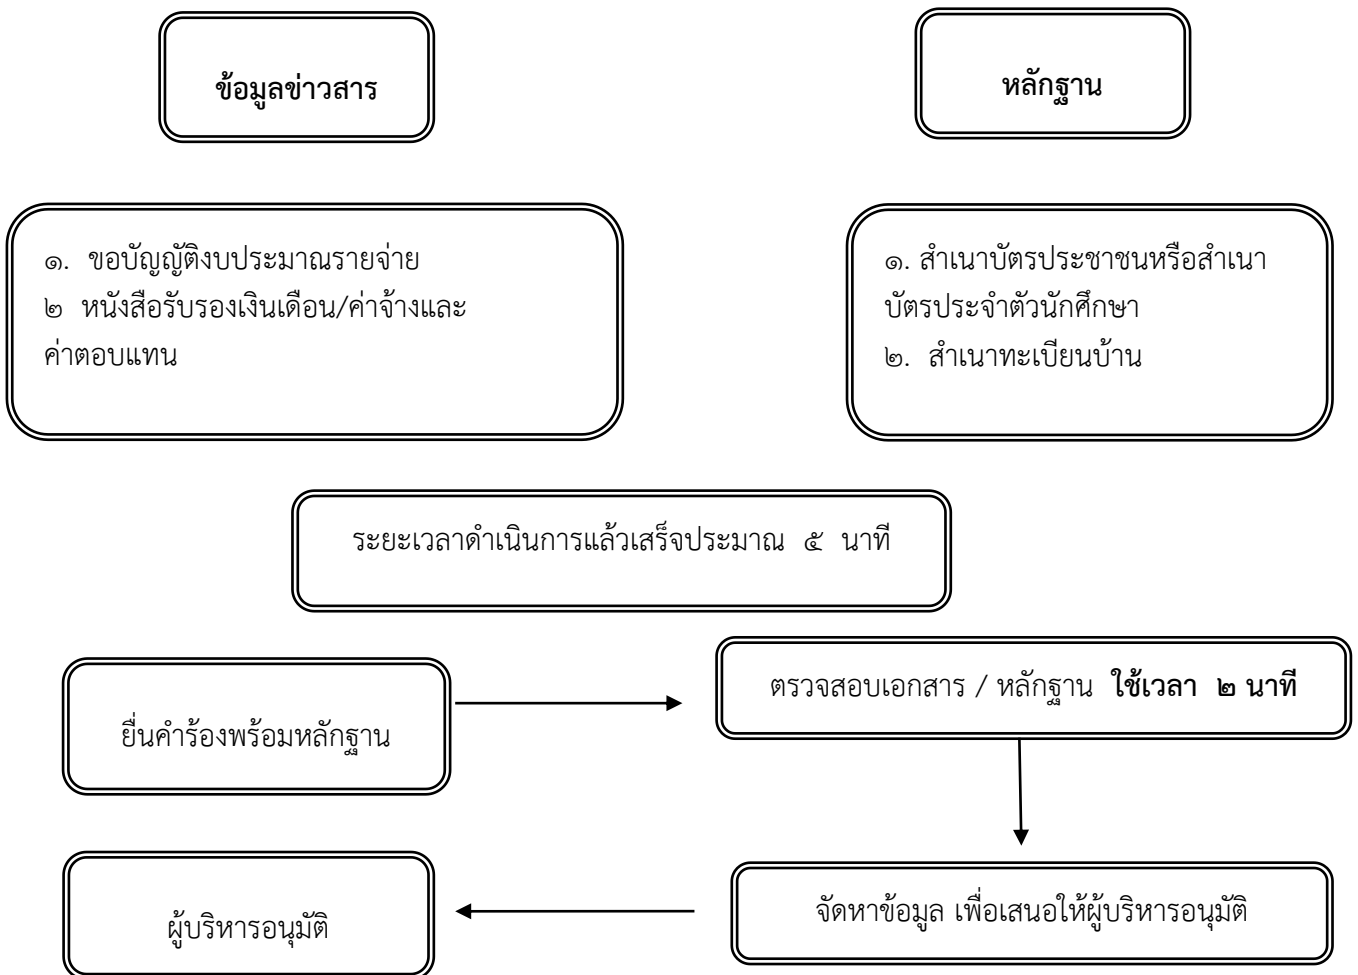 ข้อมูลข่าวสาร
หลักฐาน
๑. ขอบัญญัติงบประมาณรายจ่าย
๒ หนังสือรับรองเงินเดือน/ค่าจ้างและ
ค่าตอบแทน
๑. สำเนาบัตรประชาชนหรือสำเนา
บัตรประจำตัวนักศึกษา
๒. สำเนาทะเบียนบ้าน
ระยะเวลาดำเนินการแล้วเสร็จประมาณ ๕ นาที
ยื่นคำร้องพร้อมหลักฐาน
ตรวจสอบเอกสาร / หลักฐาน ใช้เวลา ๒ นาที
ผู้บริหารอนุมัติ
จัดหาข้อมูล เพื่อเสนอให้ผู้บริหารอนุมัติ